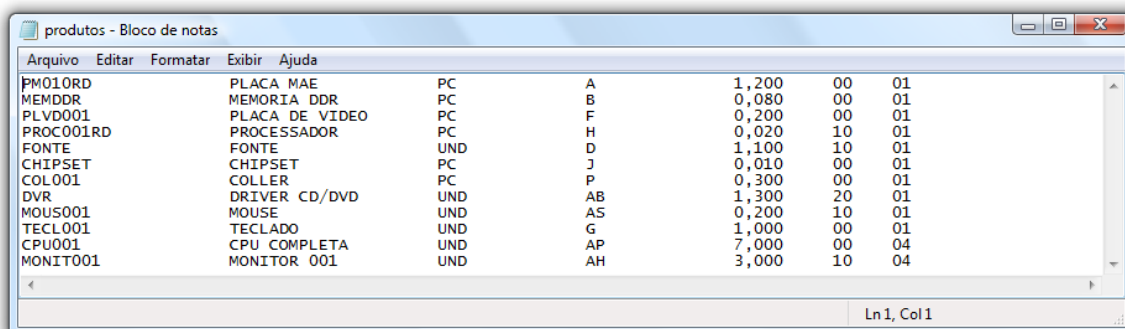 produtos - Bloco de notas
Arquivo Editar Formatar Exibir Ajuda
PM010RD PLACA MAE PC A 1,200 00 01
MEMDDR MEMORIA DDR PC B 0,080 00 01
PLVD001 PLACA DE VIDEO PC F 0,200 00 01
PROC001RD PROCESSADOR PC H 0,020 10 01
FONTE FONTE UND D 1,100 10 01
CHIPSET CHIPSET PC J 0,010 00 01
COL001 COLLER PC P 0,300 00 01
DVR DRIVER CD/DVD UND AB 1,300 20 01
MOUS001 MOUSE UND AS 0,200 10 01
TECL001 TECLADO UND G 1,000 00 01
CPU001 CPU COMPLETA UND AP 7,000 00 04
MONIT001 MONITOR 001 UND AH 3,000 10 04
Ln 1, Col 1